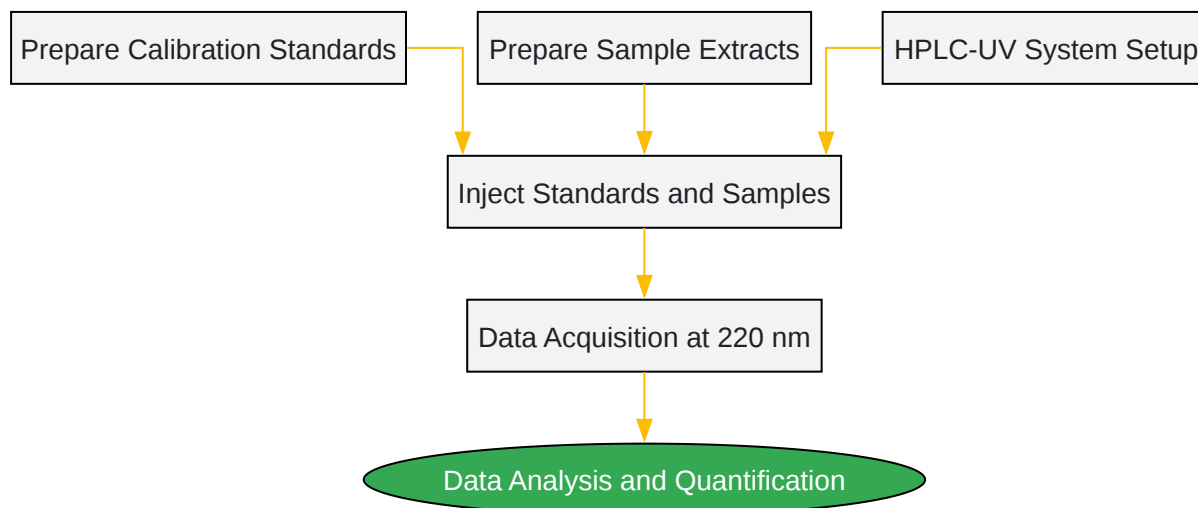 Prepare Calibration Standards
Prepare Sample Extracts
HPLC-UV System Setup
Inject Standards and Samples
Data Acquisition at 220 nm
Data Analysis and Quantification